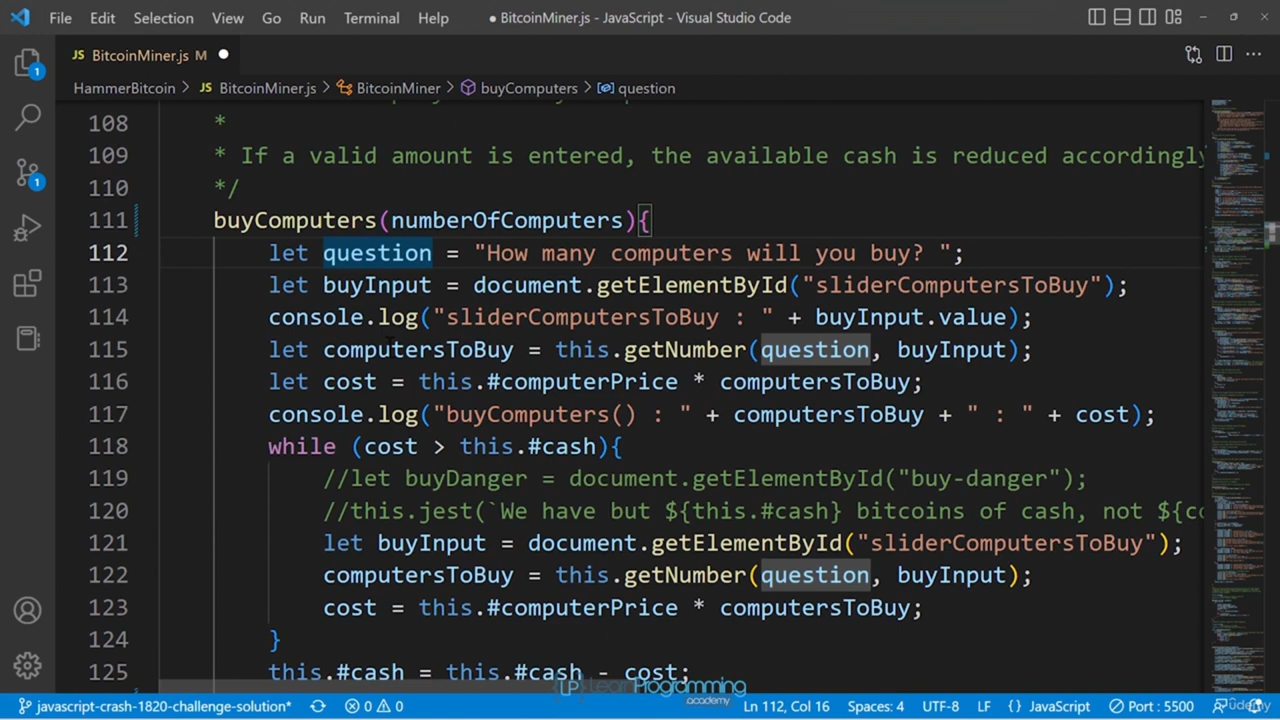 File Edit Selection View Go Run Terminal Help ● BitcoinMiner.js - JavaScript - Visual Studio Code
JS BitcoinMiner.js M
HammerBitcoin > JS BitcoinMiner.js > BitcoinMiner > buyComputers > question
108 *
109 * If a valid amount is entered, the available cash is reduced accordingly
110 */
111 buyComputers(numberOfComputers){
112 let question = "How many computers will you buy? ";
113 let buyInput = document.getElementById("sliderComputersToBuy");
114 console.log("sliderComputersToBuy : " + buyInput.value);
115 let computersToBuy = this.getNumber(question, buyInput);
116 let cost = this.#computerPrice * computersToBuy;
117 console.log("buyComputers() : " + computersToBuy + " : " + cost);
118 while (cost > this.#cash){
119 //let buyDanger = document.getElementById("buy-danger");
120 //this.jest(`We have but ${this.#cash} bitcoins of cash, not ${co
121 let buyInput = document.getElementById("sliderComputersToBuy");
122 computersToBuy = this.getNumber(question, buyInput);
123 cost = this.#computerPrice * computersToBuy;
124 }
125 this.#cash = this.#cash - cost;
LP LearnProgramming
.academy
javascript-crash-1820-challenge-solution* 0 0 Ln 112, Col 16 Spaces: 4 UTF-8 LF {} JavaScript Port : 5500